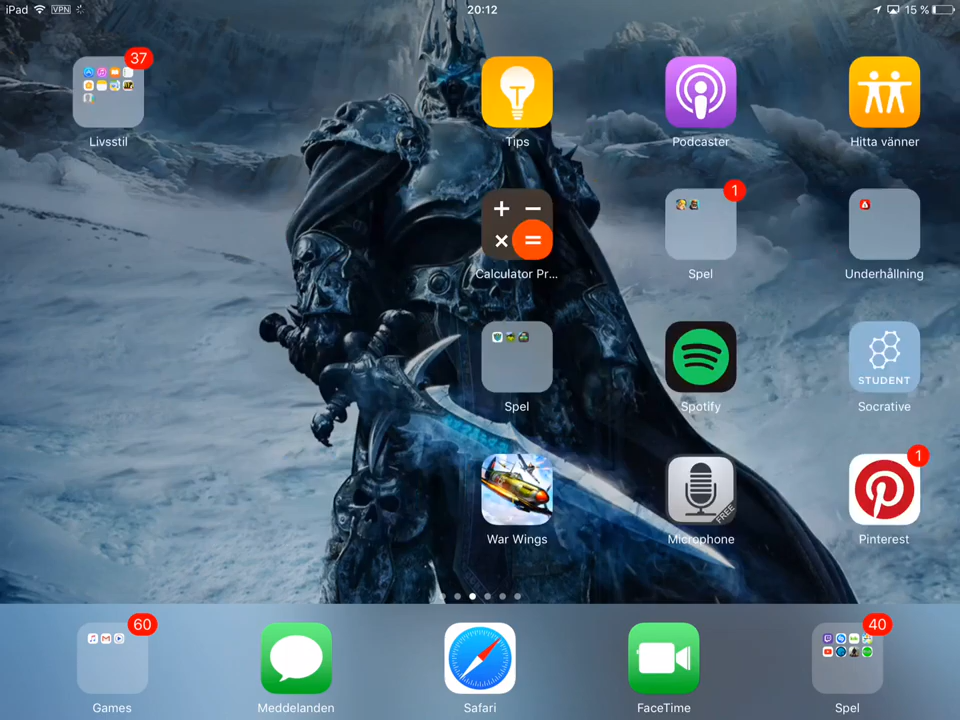 iPad VPN 20:12 15 %
37
Livsstil Tips Podcaster Hitta vänner
1
Calculator Pr... Spel Underhållning
STUDENT
Spel Spotify Socrative
1
FREE
War Wings Microphone Pinterest
60 40
Games Meddelanden Safari FaceTime Spel